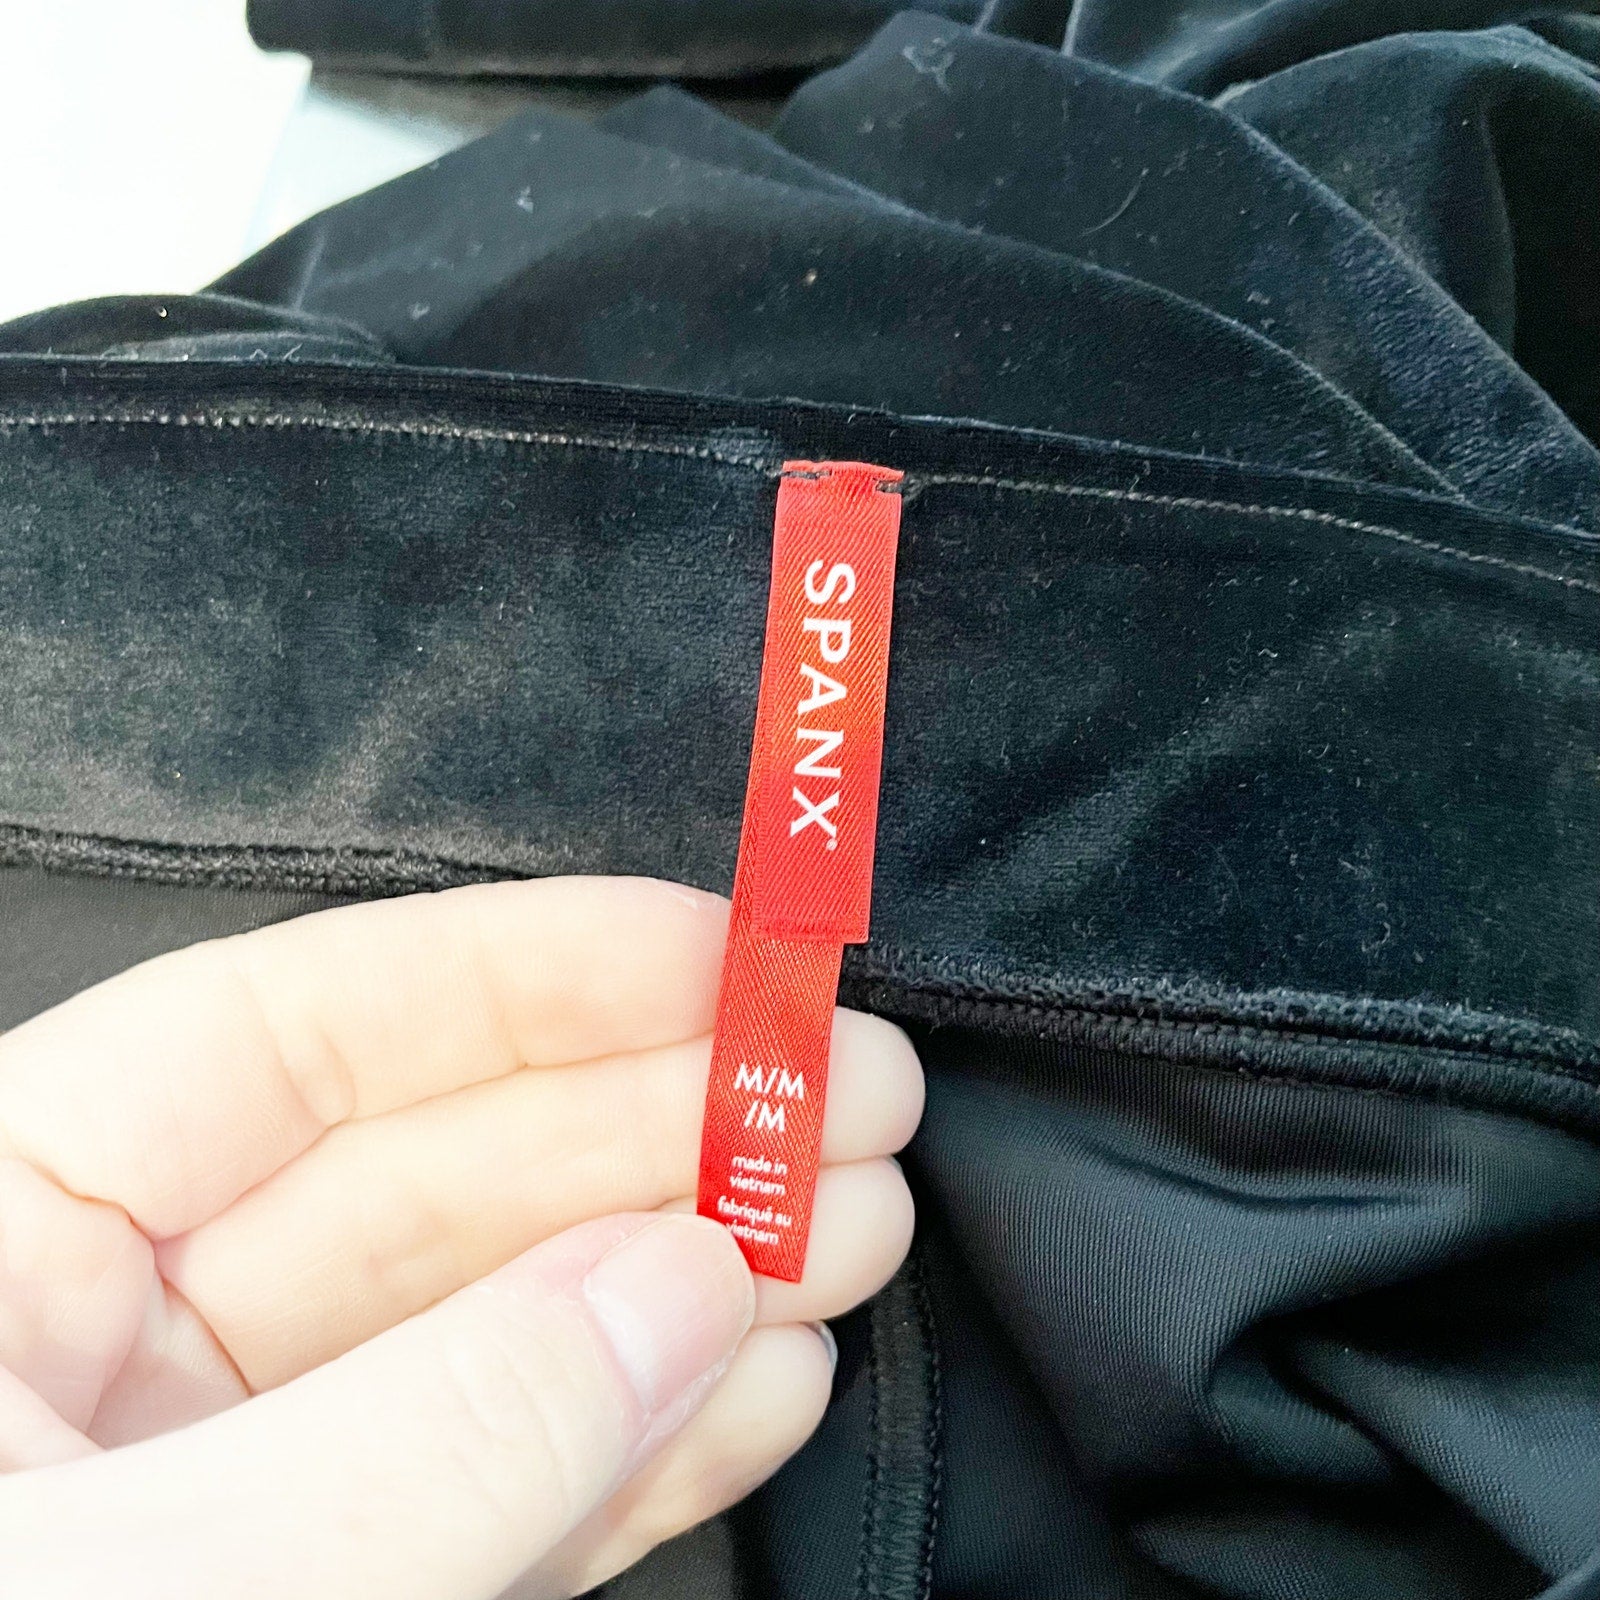 SPANX
M/M
/M
made in
vietnam
fabriqué au
vietnam